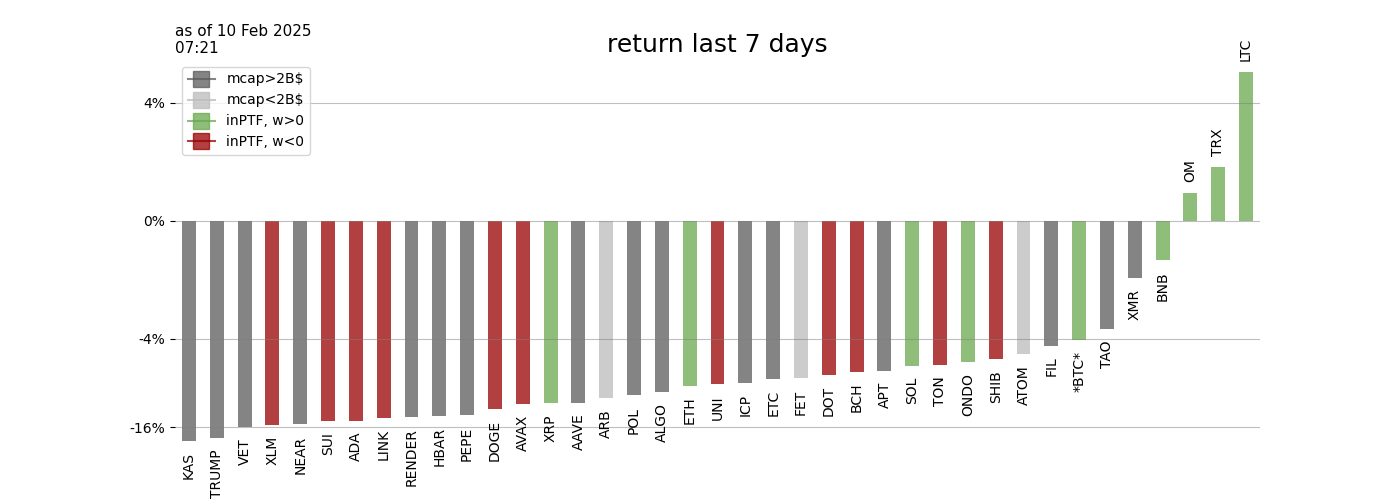 as of 10 Feb 2025
07:21
return last 7 days
mcap>2B$
mcap<2B$
inPTF, w>0
inPTF, w<0
4%
0%
-4%
-16%
KAS
TRUMP
VET
XLM
NEAR
SUI
ADA
LINK
RENDER
HBAR
PEPE
DOGE
AVAX
XRP
AAVE
ARB
POL
ALGO
ETH
UNI
ICP
ETC
FET
DOT
BCH
APT
SOL
TON
ONDO
SHIB
ATOM
FIL
*BTC*
TAO
XMR
BNB
OM
TRX
LTC